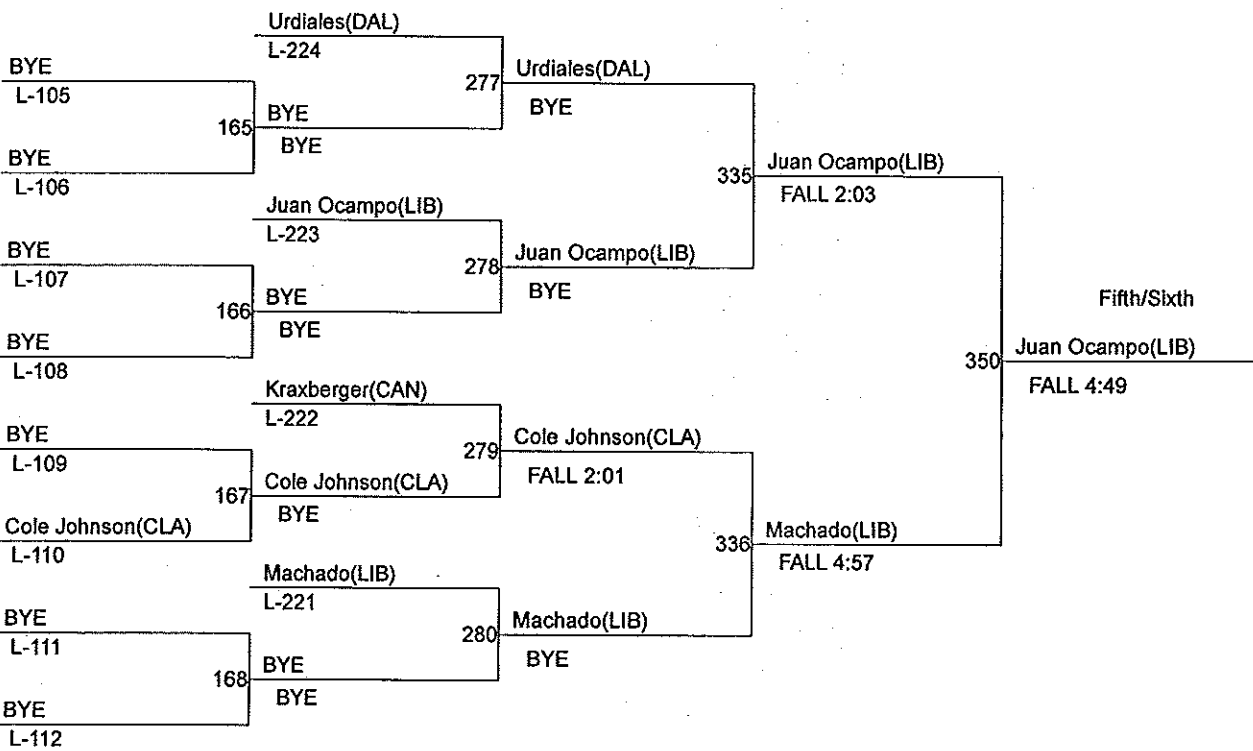 Urdiales(DAL)
L-224
BYE
L-105
277
Urdiales(DAL)
BYE
165
BYE
BYE
BYE
L-106
335
Juan Ocampo(LIB)
FALL 2:03
Juan Ocampo(LIB)
L-223
BYE
L-107
278
Juan Ocampo(LIB)
BYE
166
BYE
BYE
BYE
L-108
Fifth/Sixth
350
Juan Ocampo(LIB)
FALL 4:49
Kraxberger(CAN)
L-222
BYE
L-109
279
Cole Johnson(CLA)
FALL 2:01
167
Cole Johnson(CLA)
BYE
Cole Johnson(CLA)
L-110
336
Machado(LIB)
FALL 4:57
Machado(LIB)
L-221
BYE
L-111
280
Machado(LIB)
BYE
168
BYE
BYE
BYE
L-112